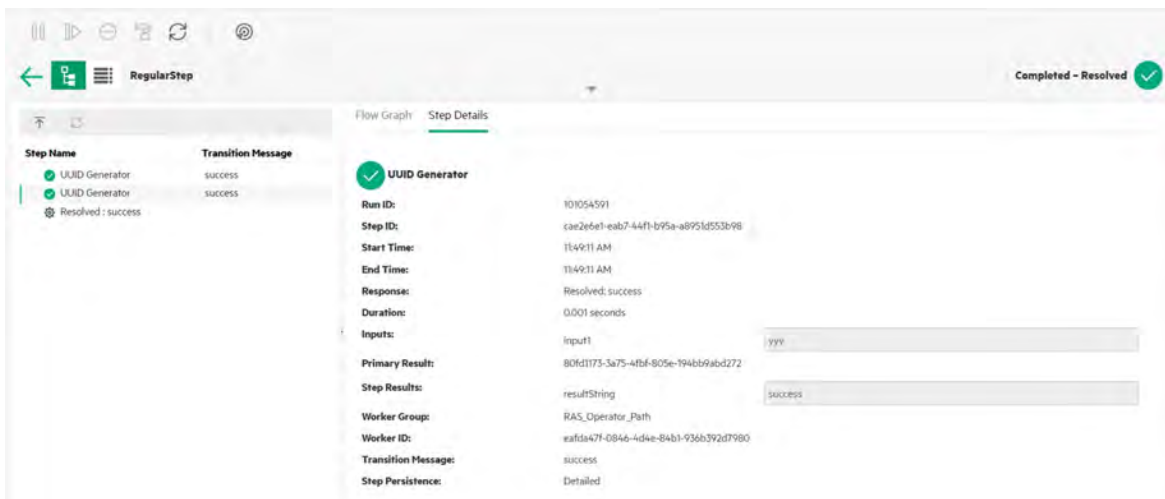 RegularStep
Completed – Resolved
Flow Graph Step Details
Step Name Transition Message
UUID Generator success
UUID Generator success
Resolved : success
UUID Generator
Run ID: 101054591
Step ID: cae2e6e1-eab7-44f1-b95a-a8951d553b98
Start Time: 11:49:11 AM
End Time: 11:49:11 AM
Response: Resolved: success
Duration: 0.001 seconds
Inputs: input1 yyy
Primary Result: 80fd1173-3a75-4fbf-805e-194bb9abd272
Step Results: resultString success
Worker Group: RAS_Operator_Path
Worker ID: eafda47f-0846-4d4e-84b1-936b392d7980
Transition Message: success
Step Persistence: Detailed